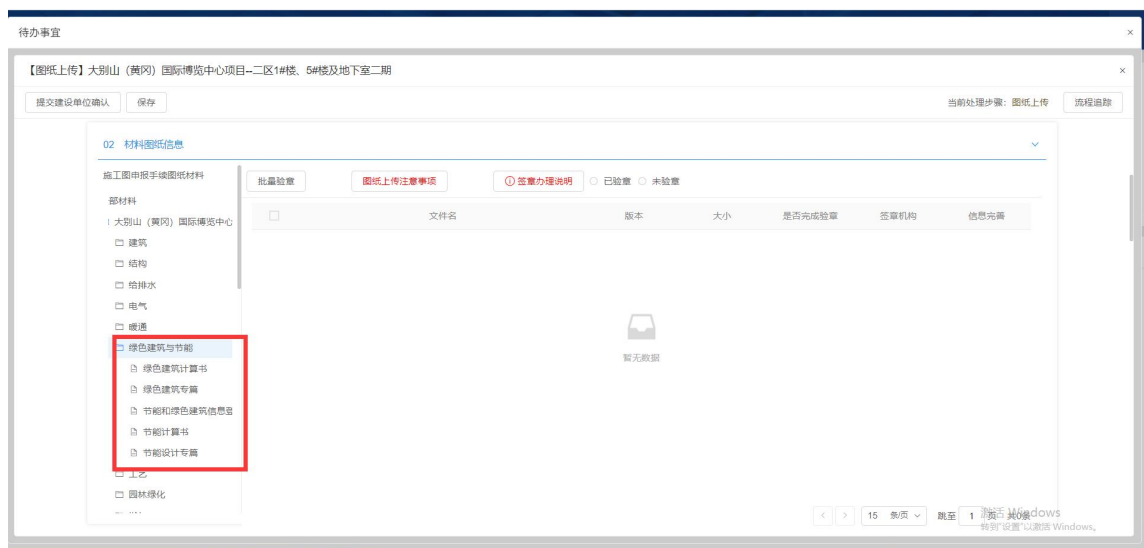 待办事宜
×
【图纸上传】大别山（黄冈）国际博览中心项目--二区1#楼、5#楼及地下室二期
×
提交建设单位确认 保存 当前处理步骤：图纸上传 流程追踪
02 材料图纸信息
施工图申报手续图纸材料
批量验章 图纸上传注意事项 签章办理说明 已验章 未验章
部材料
大别山（黄冈）国际博览中心
文件名 版本 大小 是否完成验章 签章机构 信息完善
建筑
结构
给排水
电气
暖通
绿色建筑与节能
绿色建筑计算书
绿色建筑专篇
节能和绿色建筑信息
节能计算书
节能设计专篇
工艺
园林绿化
暂无数据
< > 15 条/页 跳至 1 页 共0条
激活 Windows
转到"设置"以激活 Windows。